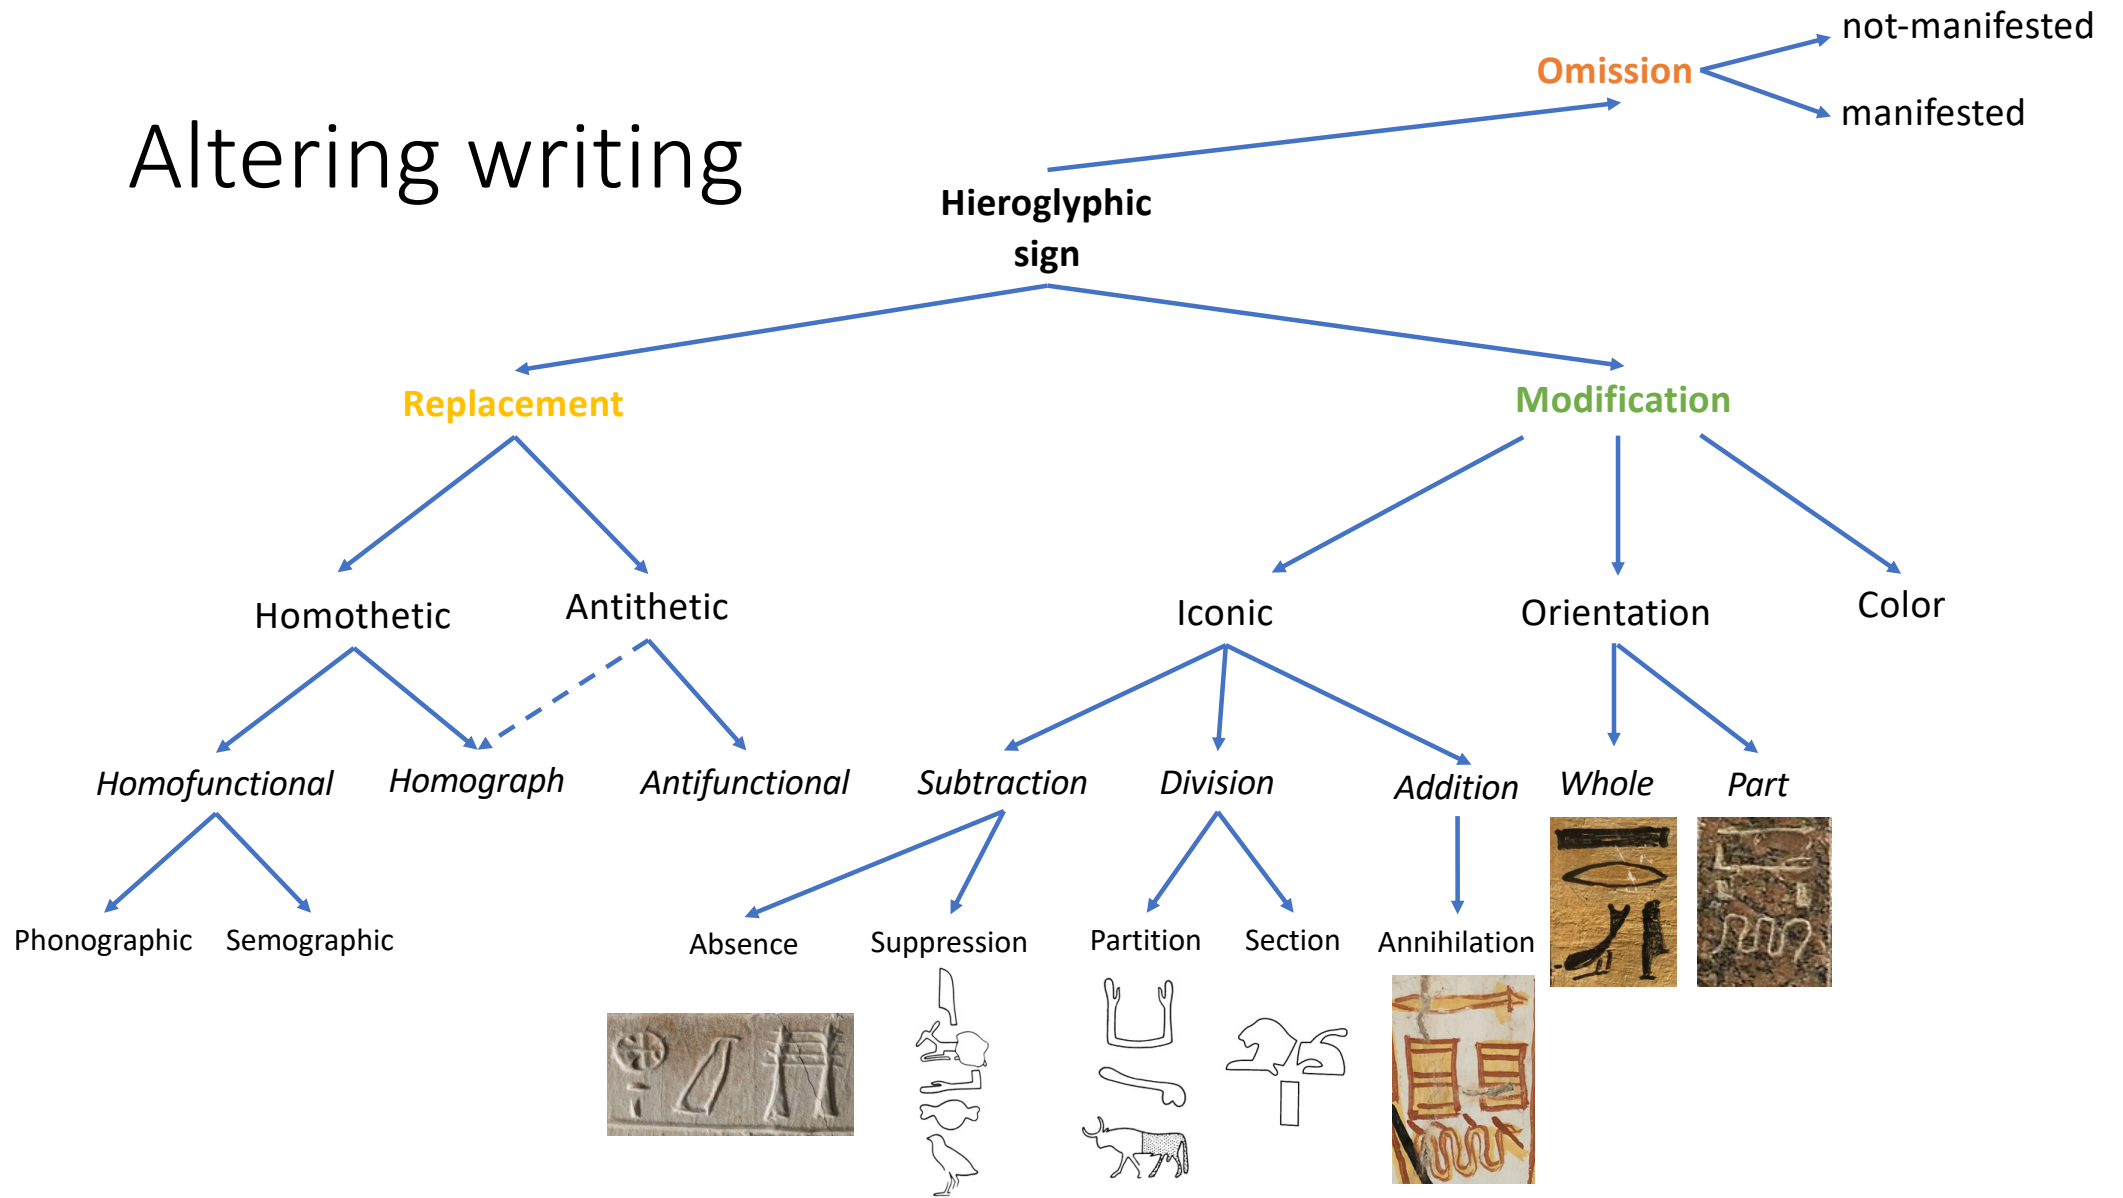 Altering writing
Omission
not-manifested
manifested
Hieroglyphic
sign
Replacement
Modification
Homothetic
Antithetic
Iconic
Orientation
Color
Homofunctional
Homograph
Antifunctional
Subtraction
Division
Addition
Whole
Part
Phonographic
Semographic
Absence
Suppression
Partition
Section
Annihilation